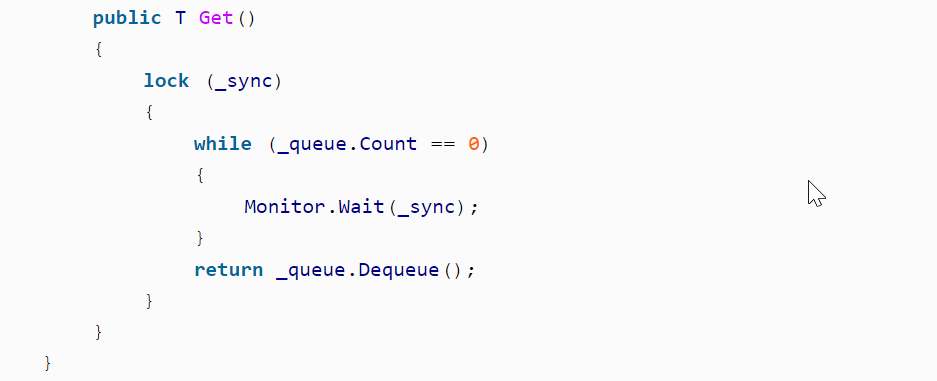 public T Get()
{
lock (_sync)
{
while (_queue.Count == 0)
{
Monitor.Wait(_sync);
}
return _queue.Dequeue();
}
}
}